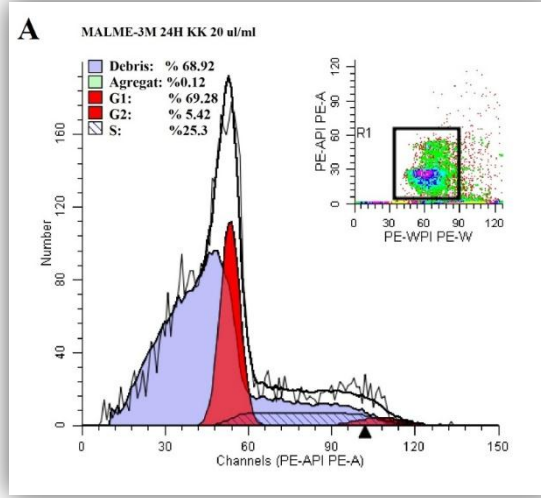 A
MALME-3M 24H KK 20 ul/ml
Debris: % 68.92
Agregat: %0.12
G1: % 69.28
G2: % 5.42
S: %25.3
Number
160
120
80
40
0
0 30 60 90 120 150
Channels (PE-API PE-A)
PE-API PE-A
120
90
60
30
0
R1
0 30 60 90 120
PE-WPI PE-W